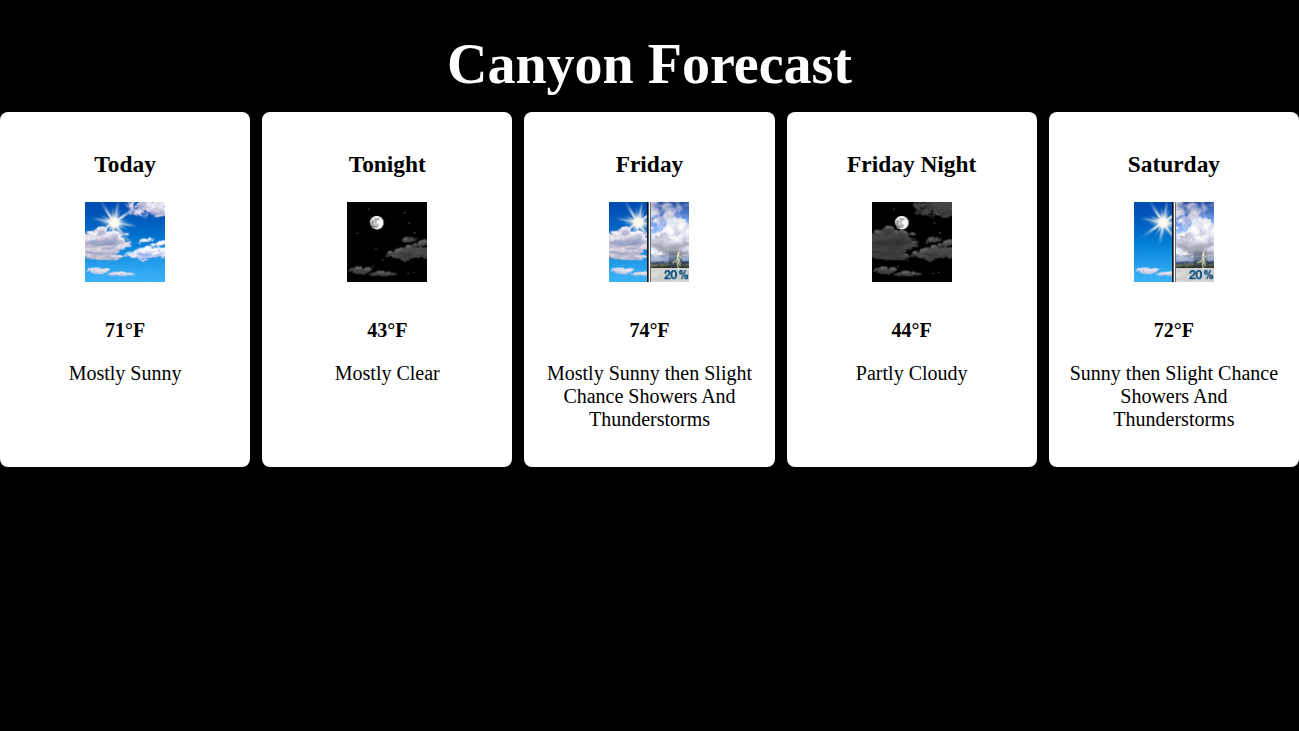 Canyon Forecast
Today
71°F
Mostly Sunny
Tonight
43°F
Mostly Clear
Friday
20%
74°F
Mostly Sunny then Slight
Chance Showers And
Thunderstorms
Friday Night
44°F
Partly Cloudy
Saturday
20%
72°F
Sunny then Slight Chance
Showers And
Thunderstorms